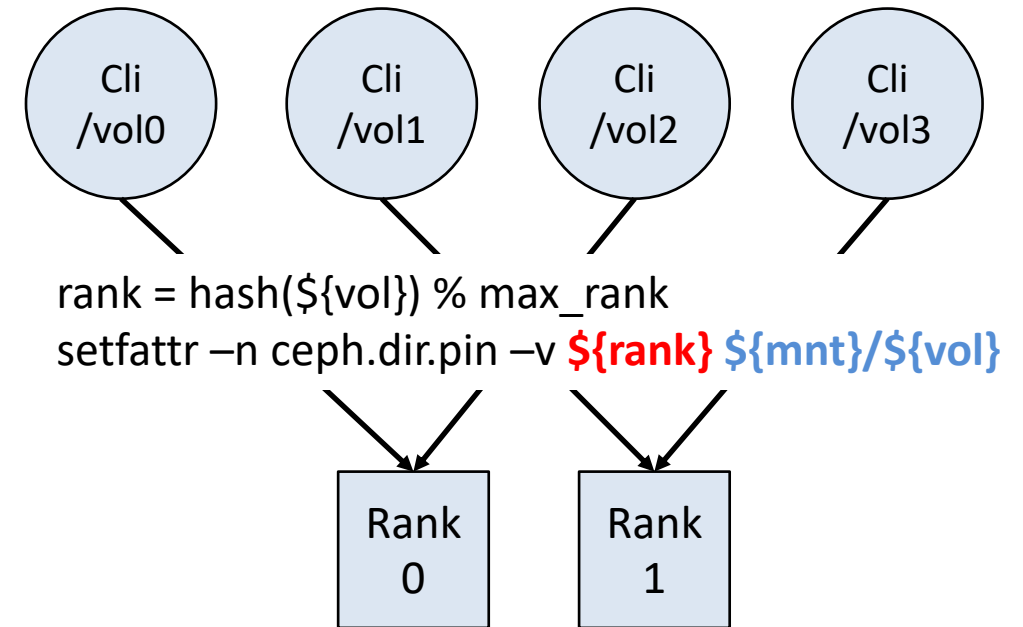 Cli
/vol0
Cli
/vol1
Cli
/vol2
Cli
/vol3
rank = hash(${vol}) % max_rank
setfattr –n ceph.dir.pin –v ${rank} ${mnt}/${vol}
Rank
0
Rank
1